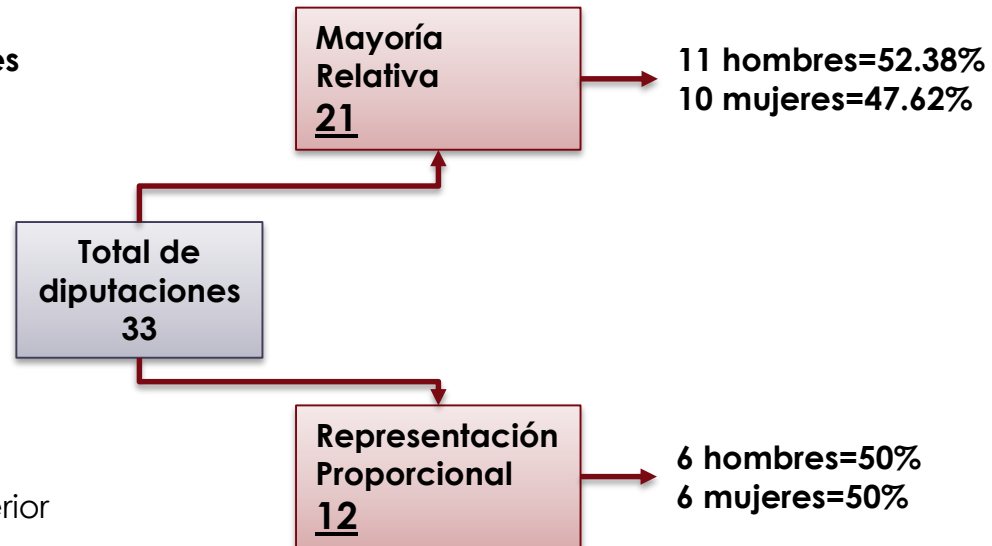 Mayoría
Relativa
21
11 hombres=52.38%
10 mujeres=47.62%
Total de
diputaciones
33
Representación
Proporcional
12
6 hombres=50%
6 mujeres=50%